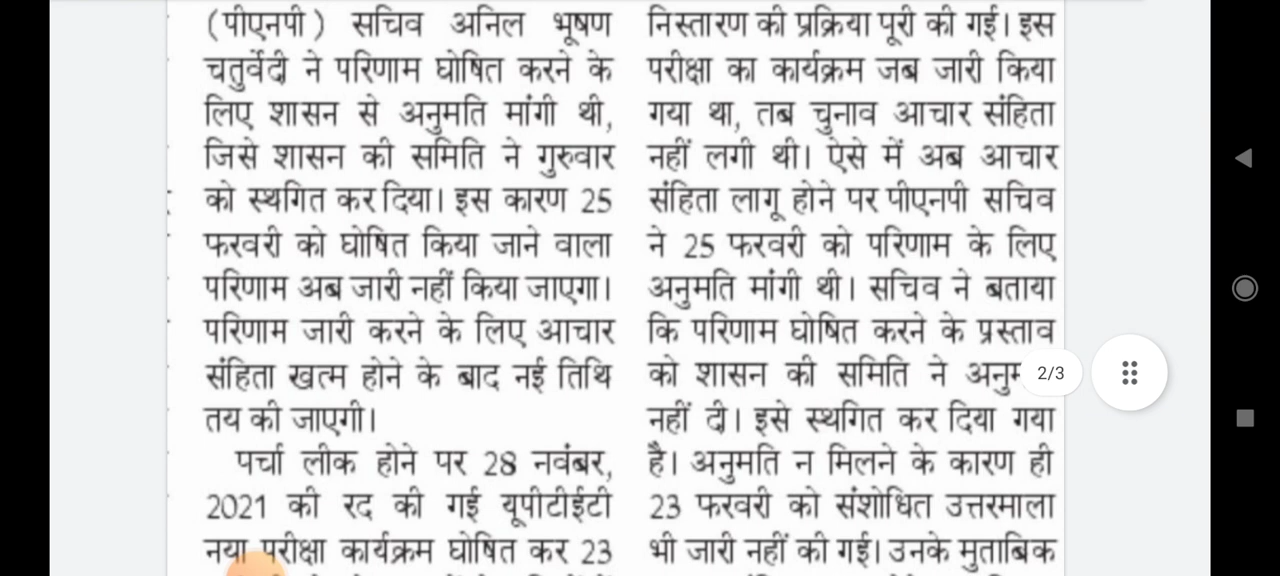 (पीएनपी) सचिव अनिल भूषण
चतुर्वेदी ने परिणाम घोषित करने के
लिए शासन से अनुमति मांगी थी,
जिसे शासन की समिति ने गुरुवार
को स्थगित कर दिया। इस कारण 25
फरवरी को घोषित किया जाने वाला
परिणाम अब जारी नहीं किया जाएगा।
परिणाम जारी करने के लिए आचार
संहिता खत्म होने के बाद नई तिथि
तय की जाएगी।
पर्चा लीक होने पर 28 नवंबर,
2021 की रद की गई यूपीटीईटी
नया परीक्षा कार्यक्रम घोषित कर 23
निस्तारण की प्रक्रिया पूरी की गई। इस
परीक्षा का कार्यक्रम जब जारी किया
गया था, तब चुनाव आचार संहिता
नहीं लगी थी। ऐसे में अब आचार
संहिता लागू होने पर पीएनपी सचिव
ने 25 फरवरी को परिणाम के लिए
अनुमति मांगी थी। सचिव ने बताया
कि परिणाम घोषित करने के प्रस्ताव
को शासन की समिति ने
नहीं दी। इसे स्थगित कर दिया गया
है। अनुमति न मिलने के कारण ही
23 फरवरी को संशोधित उत्तरमाला
भी जारी नहीं की गई। उनके मुताबिक
2/3